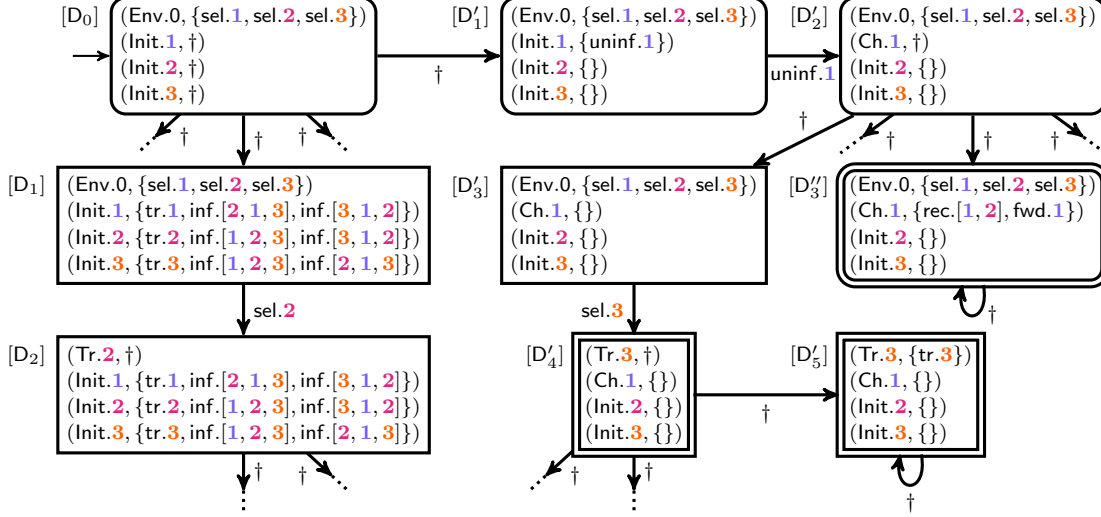 [D₀]
(Env.0, {sel.1, sel.2, sel.3})
(Init.1, †)
(Init.2, †)
(Init.3, †)
†
[D′₁]
(Env.0, {sel.1, sel.2, sel.3})
(Init.1, {uninf.1})
(Init.2, {})
(Init.3, {})
uninf.1
[D′₂]
(Env.0, {sel.1, sel.2, sel.3})
(Ch.1, †)
(Init.2, {})
(Init.3, {})
† † †
† † † †
[D₁]
(Env.0, {sel.1, sel.2, sel.3})
(Init.1, {tr.1, inf.[2, 1, 3], inf.[3, 1, 2]})
(Init.2, {tr.2, inf.[1, 2, 3], inf.[3, 1, 2]})
(Init.3, {tr.3, inf.[1, 2, 3], inf.[2, 1, 3]})
sel.2
[D′₃]
(Env.0, {sel.1, sel.2, sel.3})
(Ch.1, {})
(Init.2, {})
(Init.3, {})
sel.3
[D′′₃]
(Env.0, {sel.1, sel.2, sel.3})
(Ch.1, {rec.[1, 2], fwd.1})
(Init.2, {})
(Init.3, {})
†
[D₂]
(Tr.2, †)
(Init.1, {tr.1, inf.[2, 1, 3], inf.[3, 1, 2]})
(Init.2, {tr.2, inf.[1, 2, 3], inf.[3, 1, 2]})
(Init.3, {tr.3, inf.[1, 2, 3], inf.[2, 1, 3]})
† †
[D′₄]
(Tr.3, †)
(Ch.1, {})
(Init.2, {})
(Init.3, {})
†
† †
[D′₅]
(Tr.3, {tr.3})
(Ch.1, {})
(Init.2, {})
(Init.3, {})
†